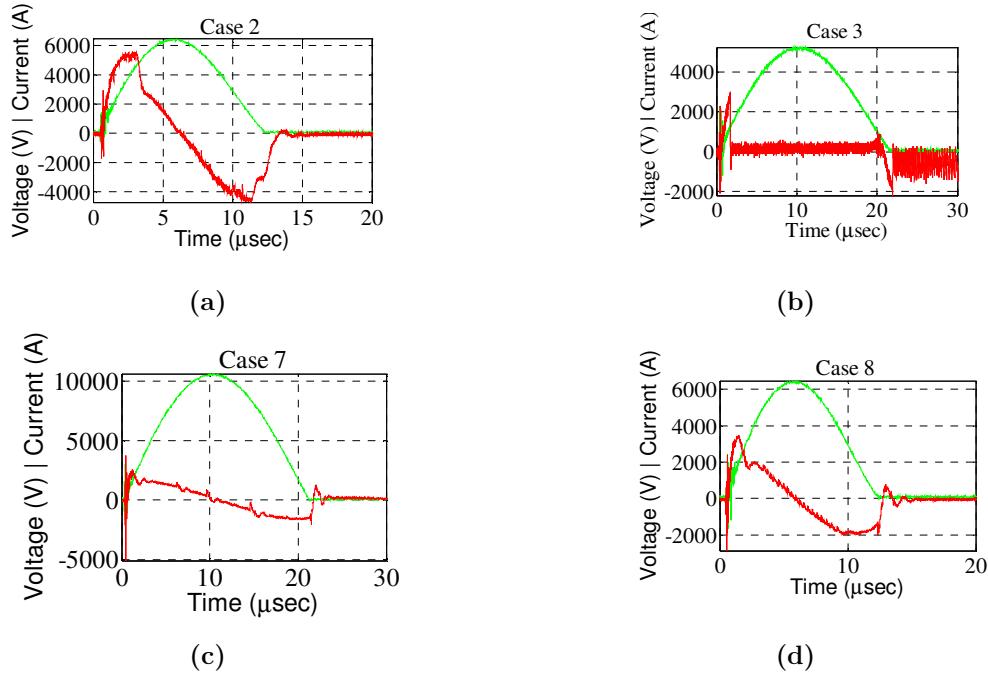 Case 2
Voltage (V) | Current (A)
6000
4000
2000
0
-2000
-4000
0 5 10 15 20
Time (μsec)
(a)
Case 3
Voltage (V) | Current (A)
4000
2000
0
-2000
0 10 20 30
Time (μsec)
(b)
Case 7
Voltage (V) | Current (A)
10000
5000
0
-5000
0 10 20 30
Time (μsec)
(c)
Case 8
Voltage (V) | Current (A)
6000
4000
2000
0
-2000
0 10 20
Time (μsec)
(d)